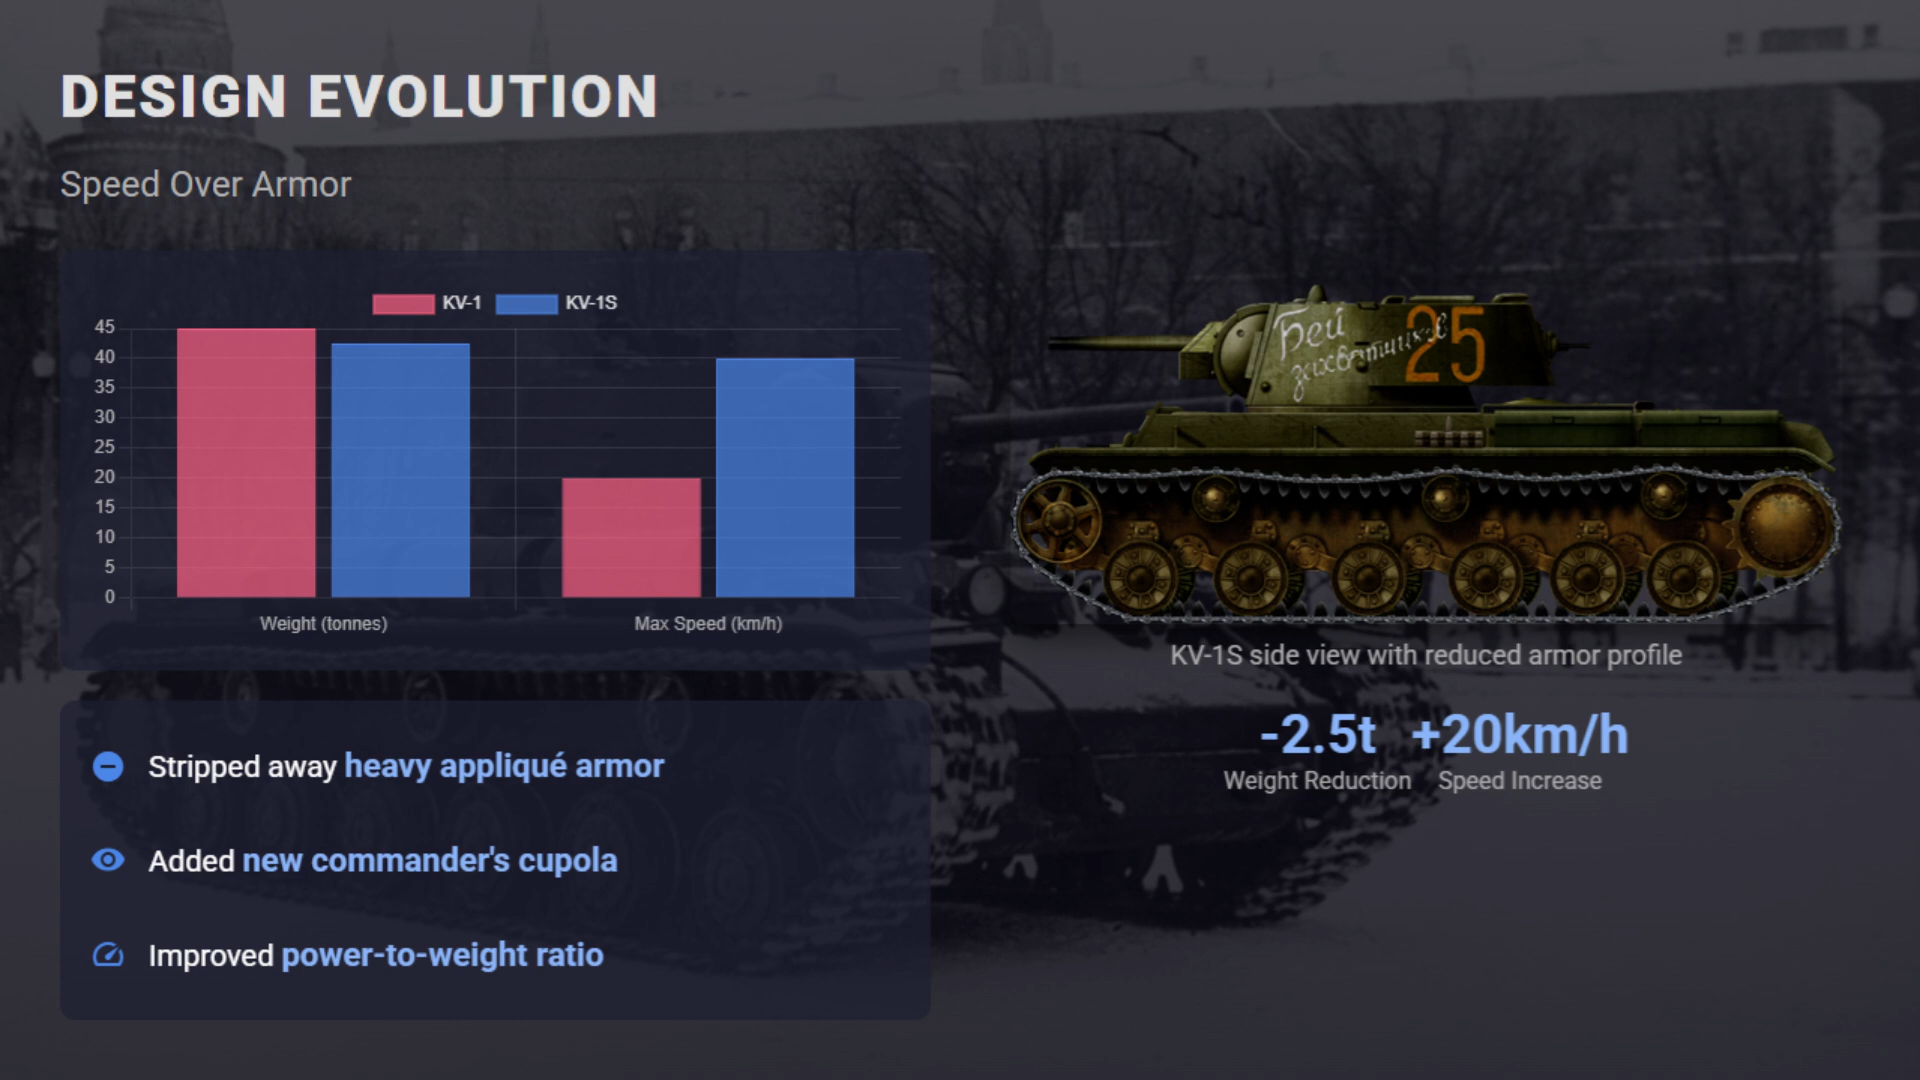 DESIGN EVOLUTION
Speed Over Armor
KV-1 KV-1S
45
40
35
30
25
20
15
10
5
0
Weight (tonnes) Max Speed (km/h)
Бей
захватчиков
25
KV-1S side view with reduced armor profile
-2.5t +20km/h
Weight Reduction Speed Increase
Stripped away heavy appliqué armor
Added new commander's cupola
Improved power-to-weight ratio